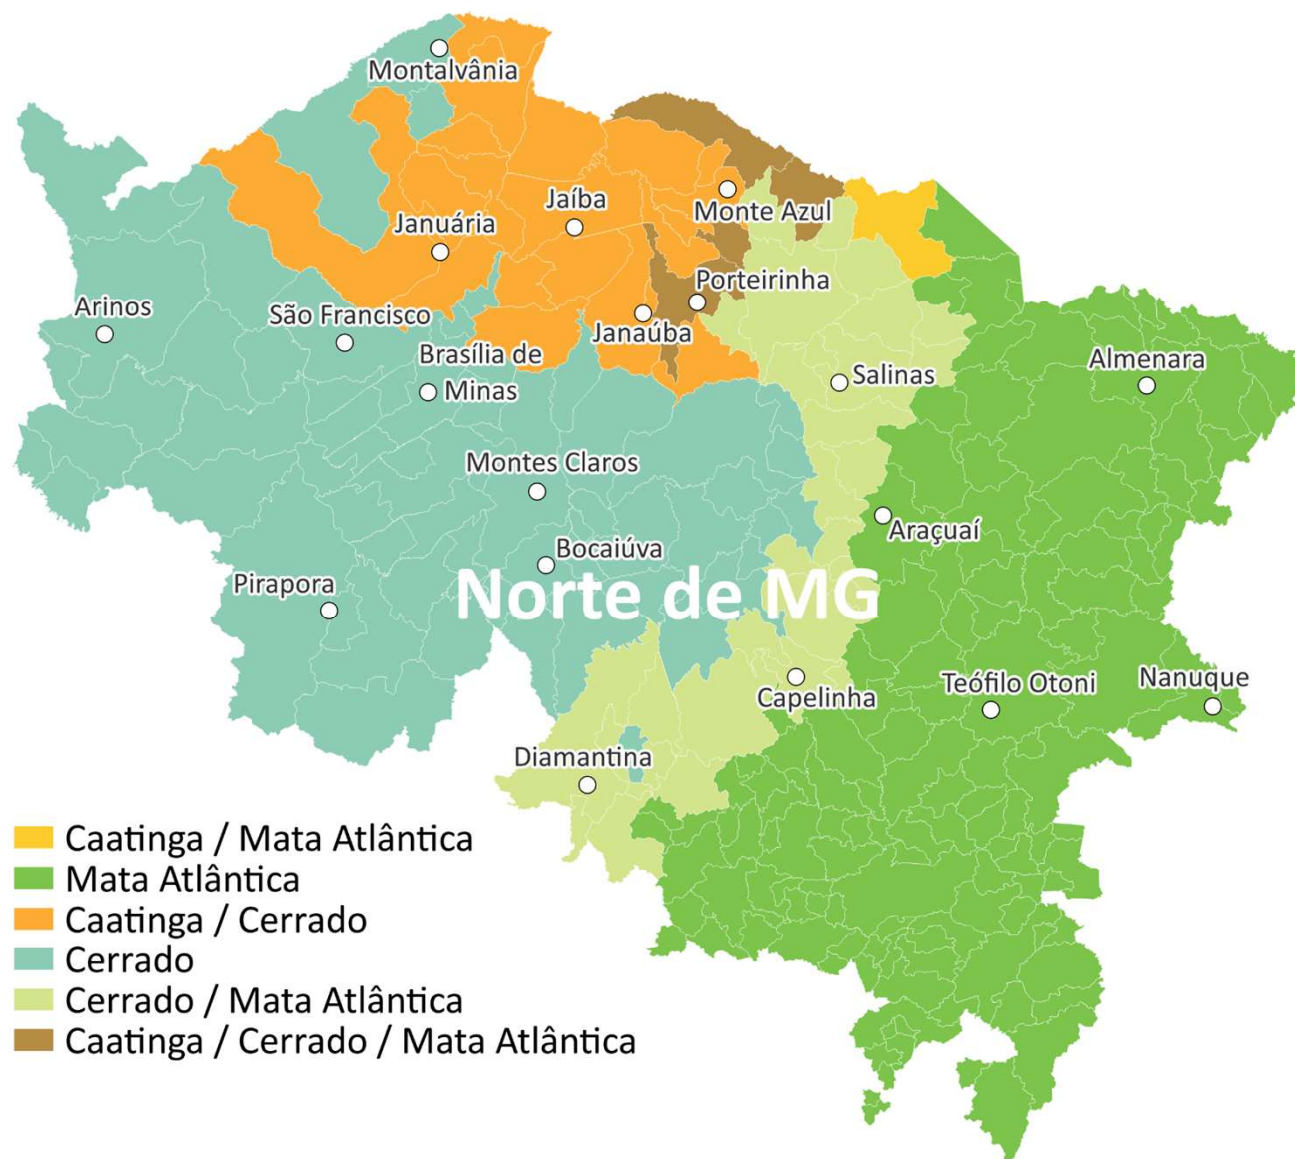 Montalvânia
Jaíba
Monte Azul
Januária
Porteirinha
Arinos
São Francisco
Janaúba
Brasília de
Minas
Almenara
Salinas
Montes Claros
Araçuaí
Bocaiúva
Pirapora
Norte de MG
Capelinha
Teófilo Otoni
Nanuque
Diamantina
Caatinga / Mata Atlântica
Mata Atlântica
Caatinga / Cerrado
Cerrado
Cerrado / Mata Atlântica
Caatinga / Cerrado / Mata Atlântica